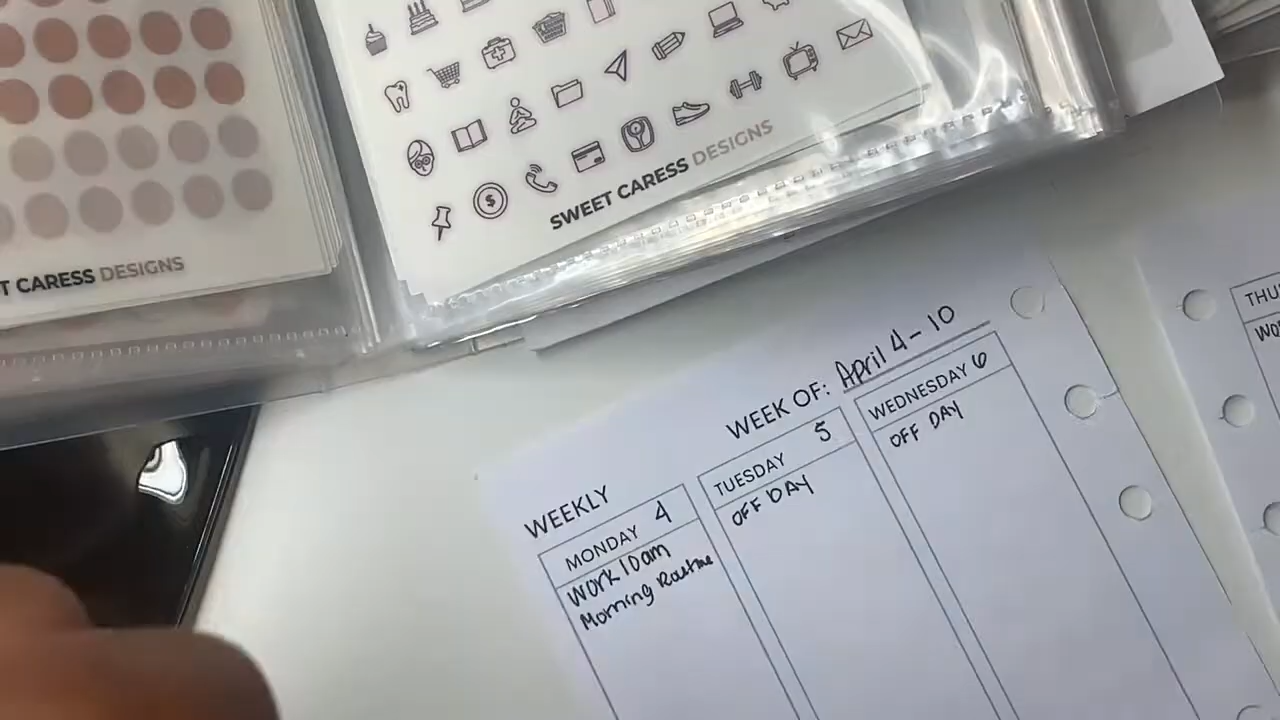 SWEET CARESS DESIGNS
T CARESS DESIGNS
WEEK OF: April 4-10
WEEKLY
MONDAY 4
Work 10am
Morning Routine
TUESDAY 5
OFF DAY
WEDNESDAY 6
OFF DAY
THU
WO